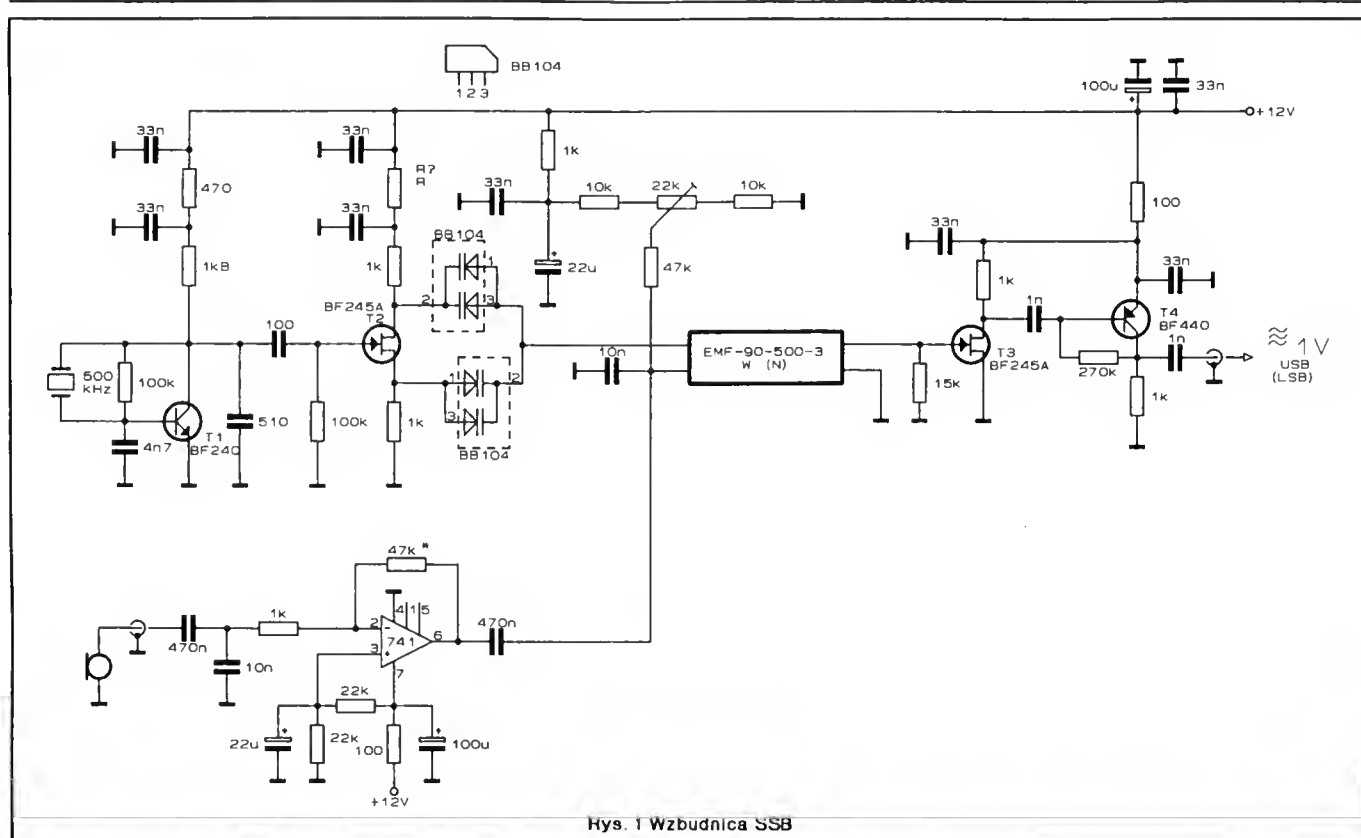 BB104
123
100u
+
33n
+12V
33n
33n
1k
470
R?
R
33n
10k
22k
10k
100
33n
33n
BB104
33n
1kB
1k
1
+
22u
47k
1k
33n
2
3
BF245A
T2
1n
T4
BF440
100
10n
EMF-90-500-3
W (N)
1n
≈ 1V
USB
(LSB)
500
kHz
100k
1
2
T3
BF245A
270k
15k
510
100k
1k
3
1k
T1
BF240
4n7
BB104
47k*
1k
4 1 5
470n
2
-
741
6
470n
3
+
10n
7
22k
+
22u
22k
100
+
100u
+12V
Rys. 1 Wzbudnica SSB